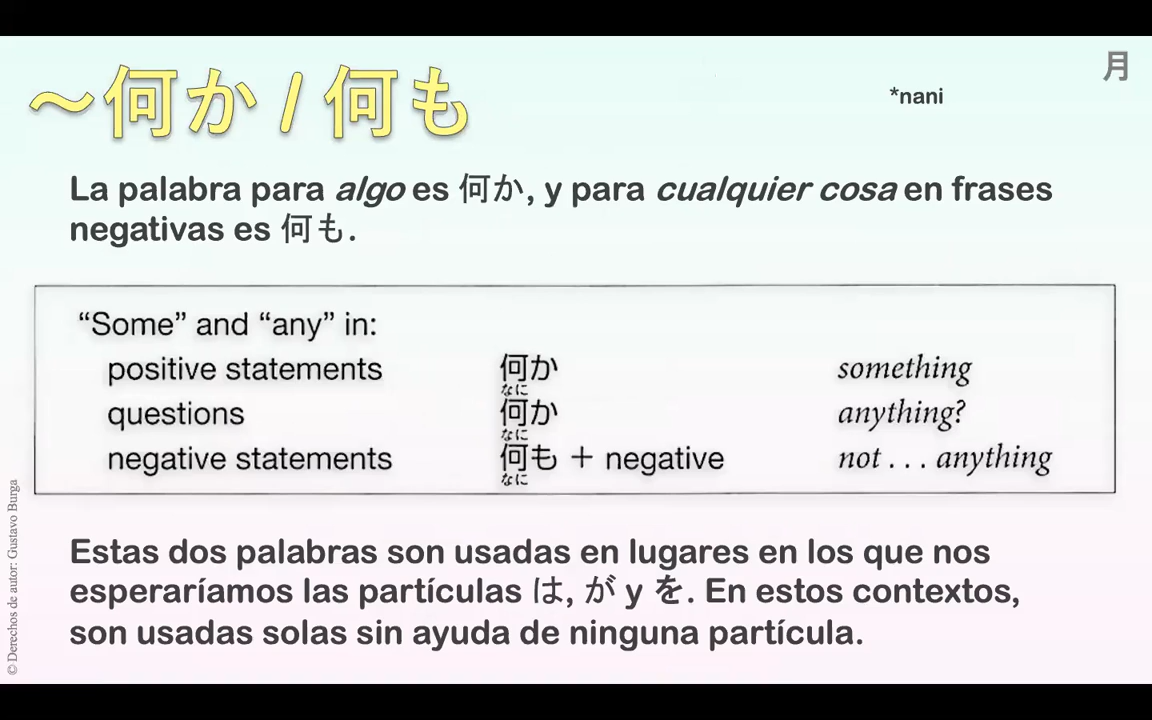 ～何か / 何も
月
*nani
La palabra para algo es 何か, y para cualquier cosa en frases
negativas es 何も.
“Some” and “any” in:
positive statements 何か something
なに
questions 何か anything?
なに
negative statements 何も + negative not . . . anything
なに
Estas dos palabras son usadas en lugares en los que nos
esperaríamos las partículas は, が y を. En estos contextos,
son usadas solas sin ayuda de ninguna partícula.
© Derechos de autor: Gustavo Burga